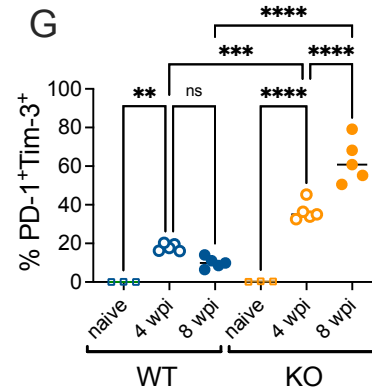 G
****
*** ****
** ns ****
% PD-1⁺Tim-3⁺
100
80
60
40
20
0
naive 4 wpi 8 wpi naive 4 wpi 8 wpi
WT KO